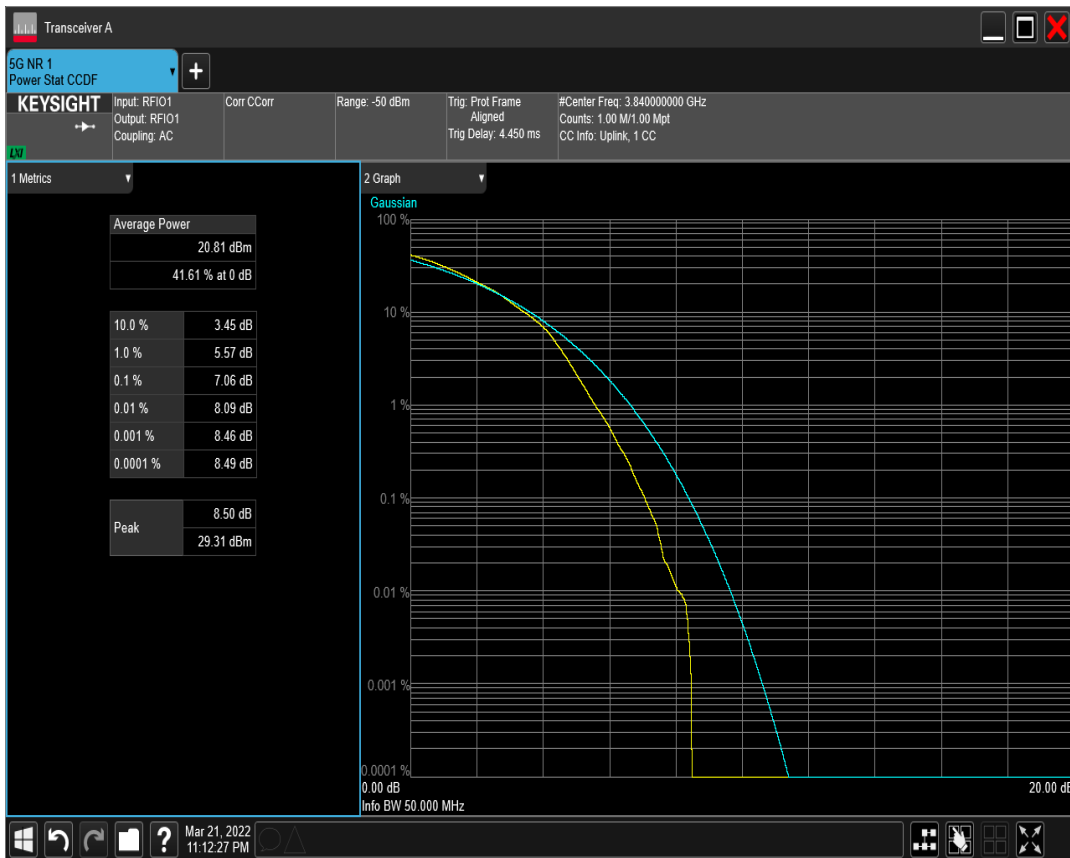 Transceiver A
5G NR 1
Power Stat CCDF
+
KEYSIGHT
LXI
Input: RFIO1
Output: RFIO1
Coupling: AC
Corr CCorr
Range: -50 dBm
Trig: Prot Frame
Aligned
Trig Delay: 4.450 ms
#Center Freq: 3.840000000 GHz
Counts: 1.00 M/1.00 Mpt
CC Info: Uplink, 1 CC
1 Metrics
Average Power
20.81 dBm
41.61 % at 0 dB
10.0 % 3.45 dB
1.0 % 5.57 dB
0.1 % 7.06 dB
0.01 % 8.09 dB
0.001 % 8.46 dB
0.0001 % 8.49 dB
Peak
8.50 dB
29.31 dBm
2 Graph
Gaussian
100 %
10 %
1 %
0.1 %
0.01 %
0.001 %
0.0001 %
0.00 dB 20.00 dB
Info BW 50.000 MHz
?
Mar 21, 2022
11:12:27 PM